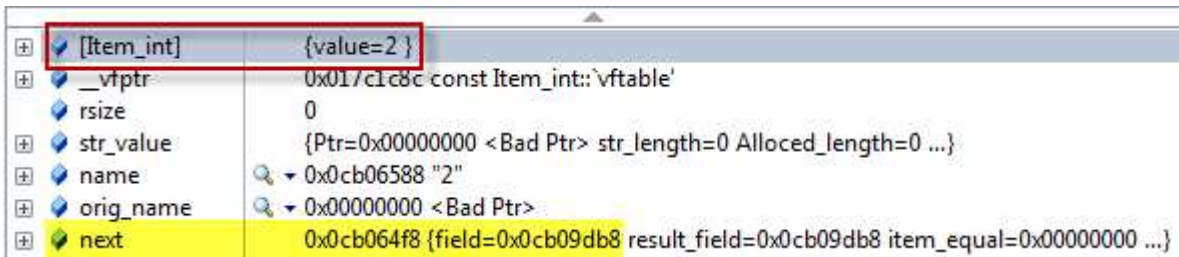 [Item_int] {value=2 }
__vfptr 0x017c1c8c const Item_int::`vftable'
rsize 0
str_value {Ptr=0x00000000 <Bad Ptr> str_length=0 Alloced_length=0 ...}
name 0x0cb06588 "2"
orig_name 0x00000000 <Bad Ptr>
next 0x0cb064f8 {field=0x0cb09db8 result_field=0x0cb09db8 item_equal=0x00000000 ...}